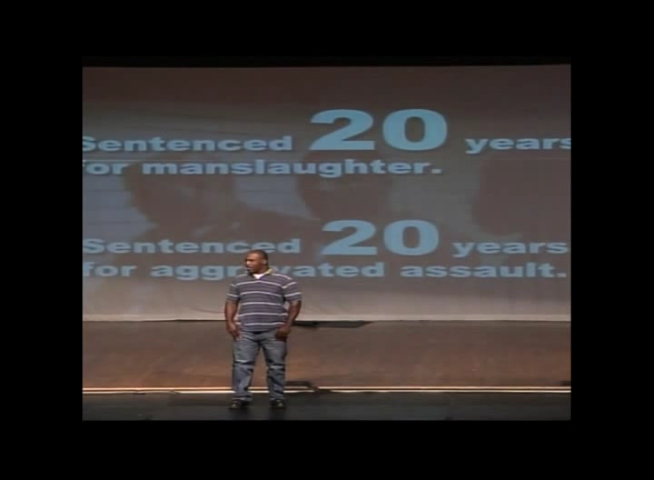 Sentenced 20 years
for manslaughter.
Sentenced 20 years
for aggravated assault.